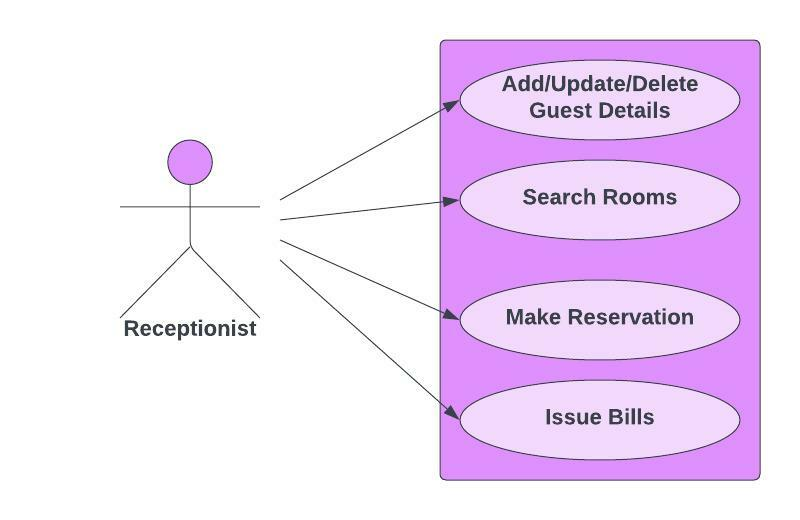 Add/Update/Delete
Guest Details
Search Rooms
Make Reservation
Receptionist
Issue Bills